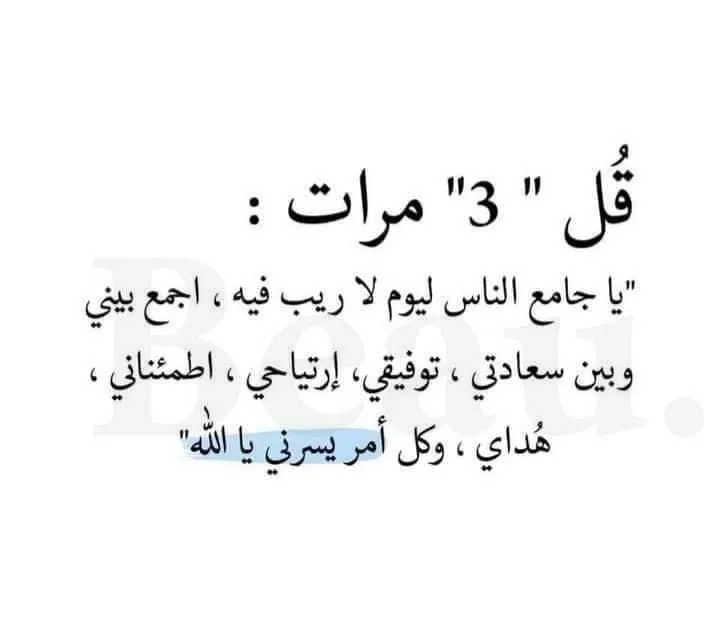 قُل " 3" مرات :
"يا جامع الناس ليوم لا ريب فيه ، اجمع بيني
وبين سعادتي ، توفيقي، إرتياحي ، اطمئناني ،
هُداي ، وكل أمر يسرني يا الله"
Beau.